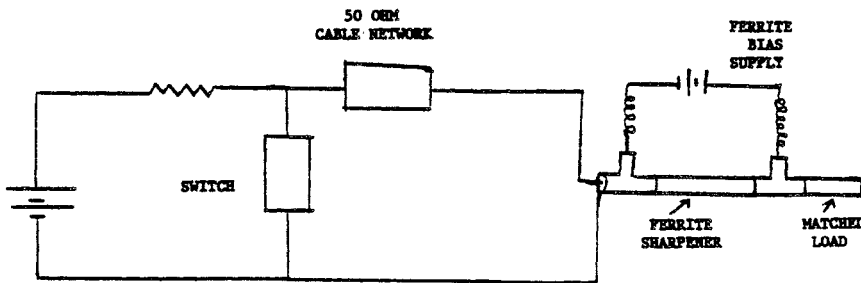 50 OHM
CABLE NETWORK
FERRITE
BIAS
SUPPLY
SWITCH
FERRITE
SHARPENER
MATCHED
LOAD